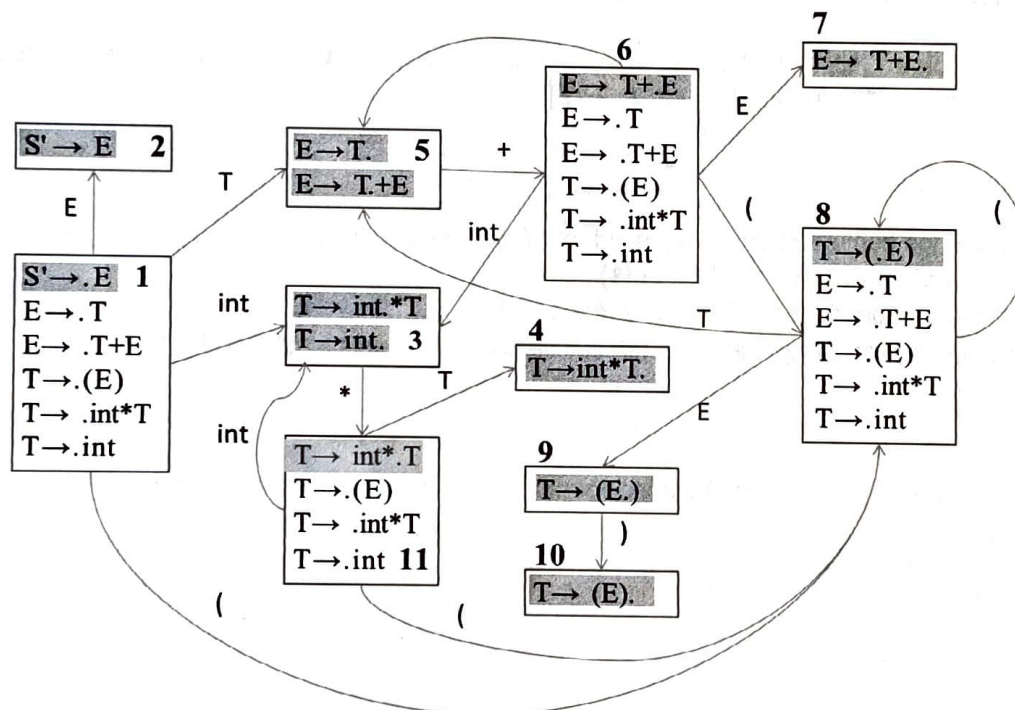 7
E→ T+E.
6
E→ T+.E
E→.T
E→ .T+E
T→.(E)
T→ .int*T
T→.int
E
S'→ E 2
E→T. 5
E→ T.+E
+
T
E
int
(
8
T→(.E)
E→.T
E→ .T+E
T→.(E)
T→ .int*T
T→.int
(
S'→.E 1
E→.T
E→ .T+E
T→.(E)
T→ .int*T
T→.int
int
T→ int.*T
T→int. 3
T
4
T→int*T.
*
T
int
E
T→ int*.T
T→.(E)
T→ .int*T
T→.int 11
9
T→ (E.)
)
10
T→ (E).
(
(